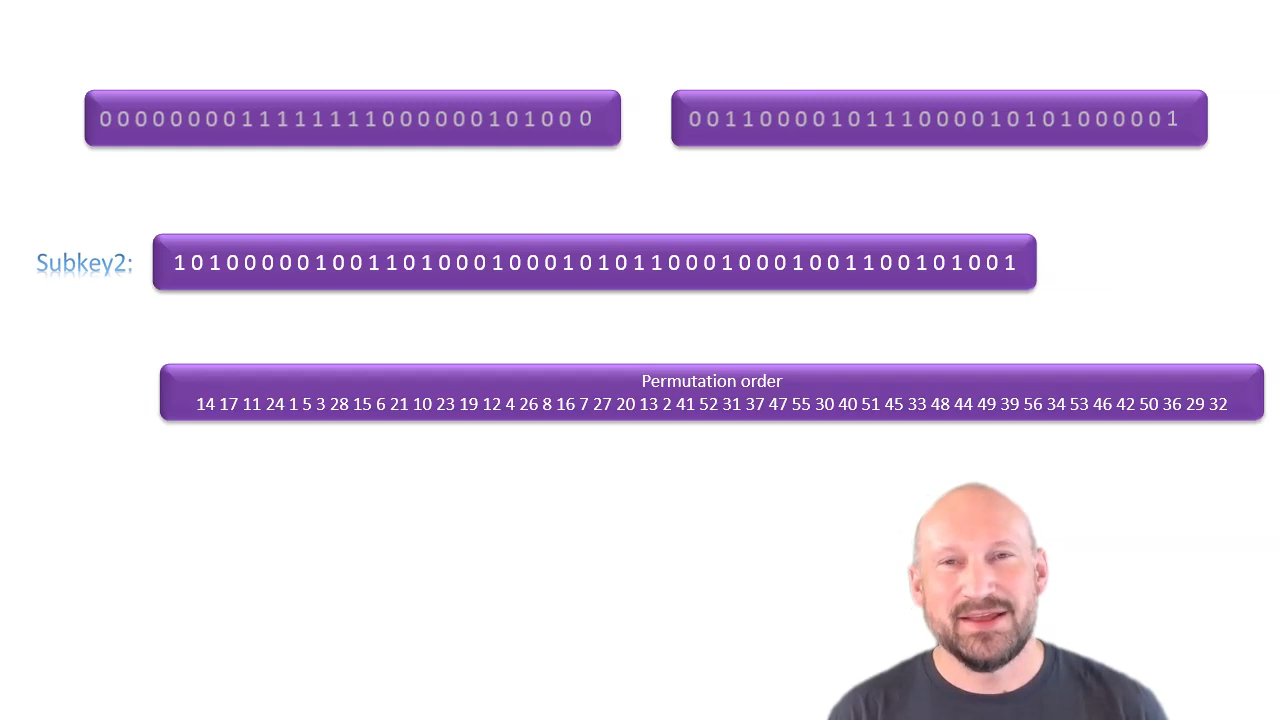 0 0 0 0 0 0 0 0 1 1 1 1 1 1 1 1 0 0 0 0 0 0 1 0 1 0 0 0
0 0 1 1 0 0 0 0 1 0 1 1 1 0 0 0 0 1 0 1 0 1 0 0 0 0 0 1
Subkey2:
1 0 1 0 0 0 0 0 1 0 0 1 1 0 1 0 0 0 1 0 0 0 1 0 1 0 1 1 0 0 0 1 0 0 0 1 0 0 1 1 0 0 1 0 1 0 0 1
Permutation order
14 17 11 24 1 5 3 28 15 6 21 10 23 19 12 4 26 8 16 7 27 20 13 2 41 52 31 37 47 55 30 40 51 45 33 48 44 49 39 56 34 53 46 42 50 36 29 32